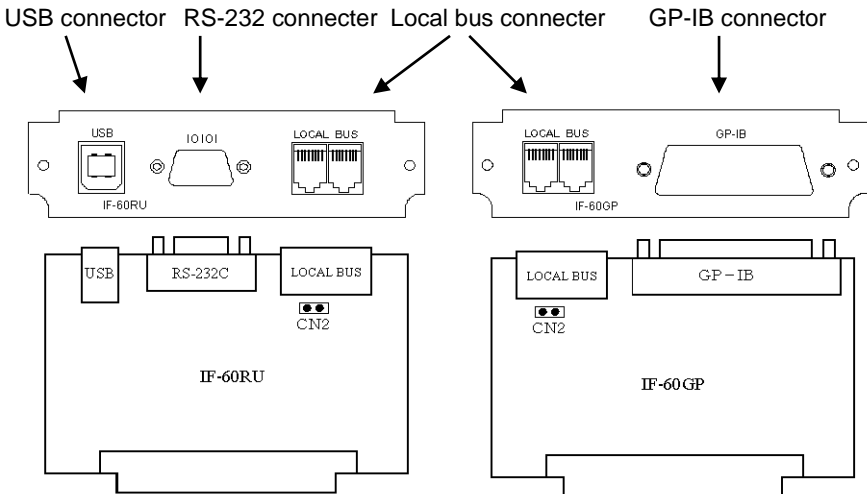 USB connector RS-232 connecter Local bus connecter GP-IB connector
USB IOIOI LOCAL BUS
IF-60RU
LOCAL BUS GP-IB
IF-60GP
USB RS-232C LOCAL BUS
CN2
IF-60RU
LOCAL BUS GP-IB
CN2
IF-60GP